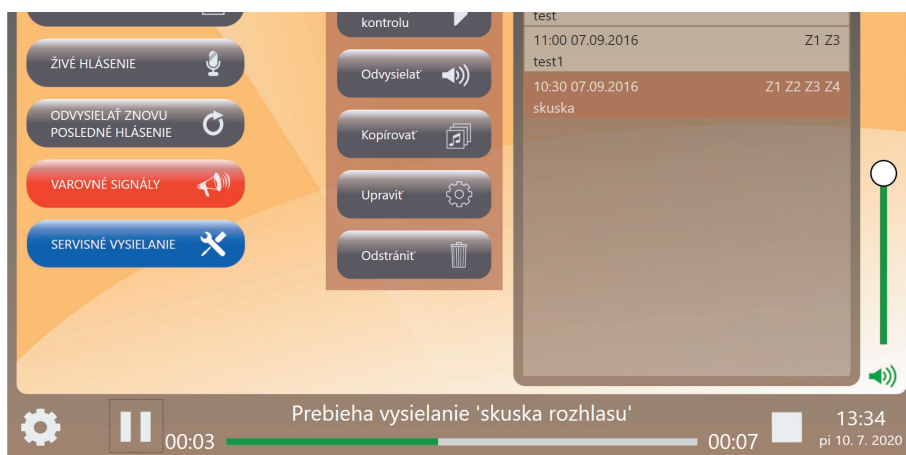 ŽIVÉ HLÁSENIE
ODVYSIELAŤ ZNOVU
POSLEDNÉ HLÁSENIE
VAROVNÉ SIGNÁLY
SERVISNÉ VYSIELANIE
kontrolu
Odvysielať
Kopírovať
Upraviť
Odstrániť
test
11:00 07.09.2016 Z1 Z3
test1
10:30 07.09.2016 Z1 Z2 Z3 Z4
skuska
Prebieha vysielanie 'skuska rozhlasu'
00:03 00:07
13:34
pi 10. 7. 2020